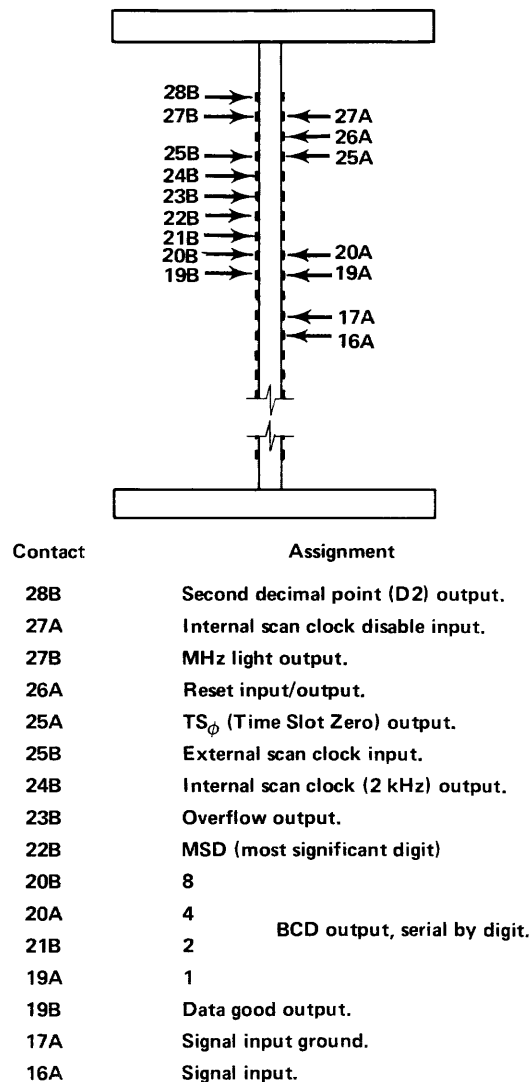 28B
27B 27A
26A
25B 25A
24B
23B
22B
21B
20B 20A
19B 19A
17A
16A
Contact Assignment
28B Second decimal point (D2) output.
27A Internal scan clock disable input.
27B MHz light output.
26A Reset input/output.
25A TSϕ (Time Slot Zero) output.
25B External scan clock input.
24B Internal scan clock (2 kHz) output.
23B Overflow output.
22B MSD (most significant digit)
20B 8
20A 4
BCD output, serial by digit.
21B 2
19A 1
19B Data good output.
17A Signal input ground.
16A Signal input.